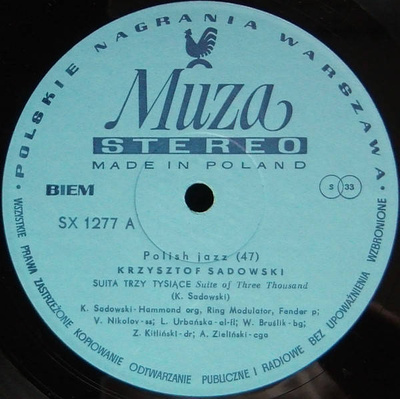 • POLSKIE NAGRANIA WARSZAWA •
Muza
STEREO
MADE IN POLAND
BIEM
S 33
SX 1277 A
Polish jazz (47)
KRZYSZTOF SADOWSKI
SUITA TRZY TYSIĄCE Suite of Three Thousand
(K. Sadowski)
K. Sadowski-Hammond org, Ring Modulator, Fender p;
V. Nikolov-ss; L. Urbańska-el-fl; W. Bruślik-bg;
Z. Kitliński-dr; A. Zieliński-cga
WSZYSTKIE PRAWA ZASTRZEŻONE KOPIOWANIE ODTWARZANIE PUBLICZNE I RADIOWE BEZ UPOWAŻNIENIA WZBRONIONE